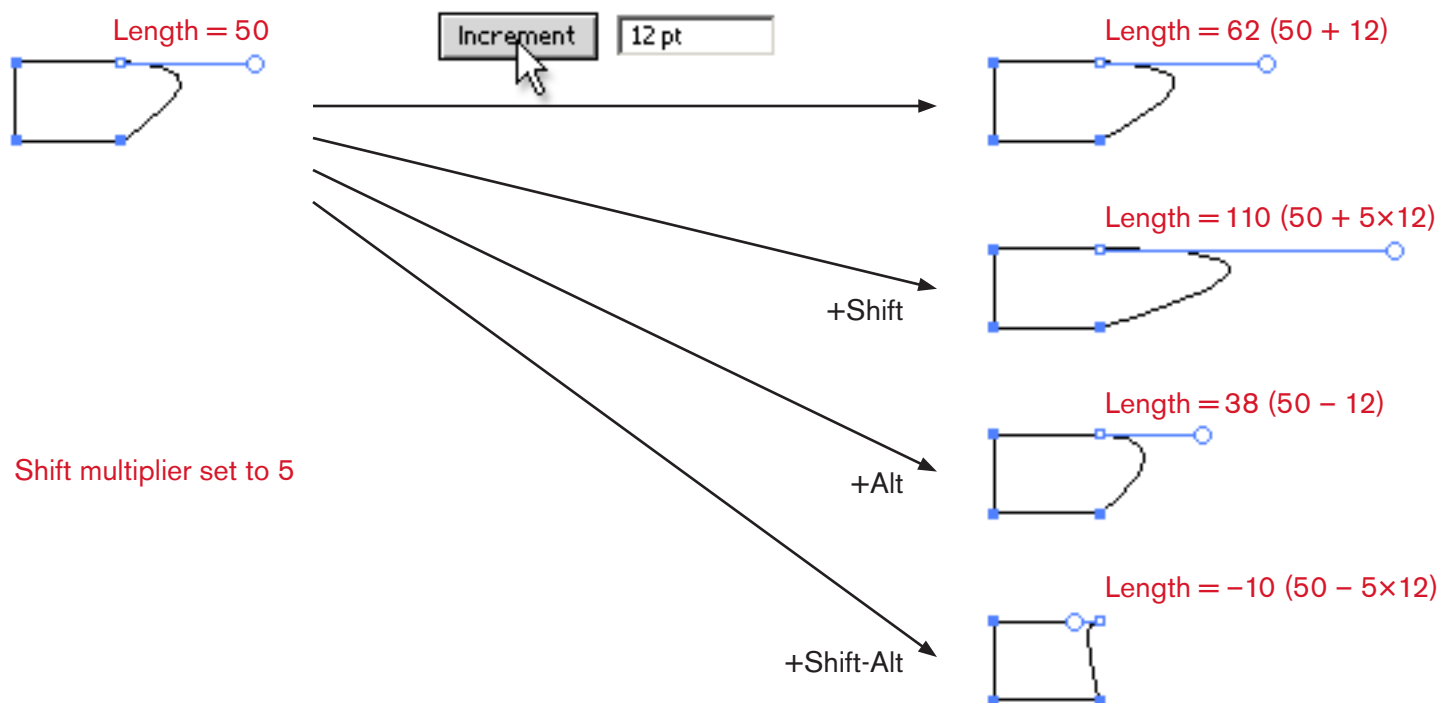 Length = 50
Increment
12 pt
Length = 62 (50 + 12)
Length = 110 (50 + 5×12)
+Shift
Length = 38 (50 – 12)
Shift multiplier set to 5
+Alt
Length = –10 (50 – 5×12)
+Shift-Alt